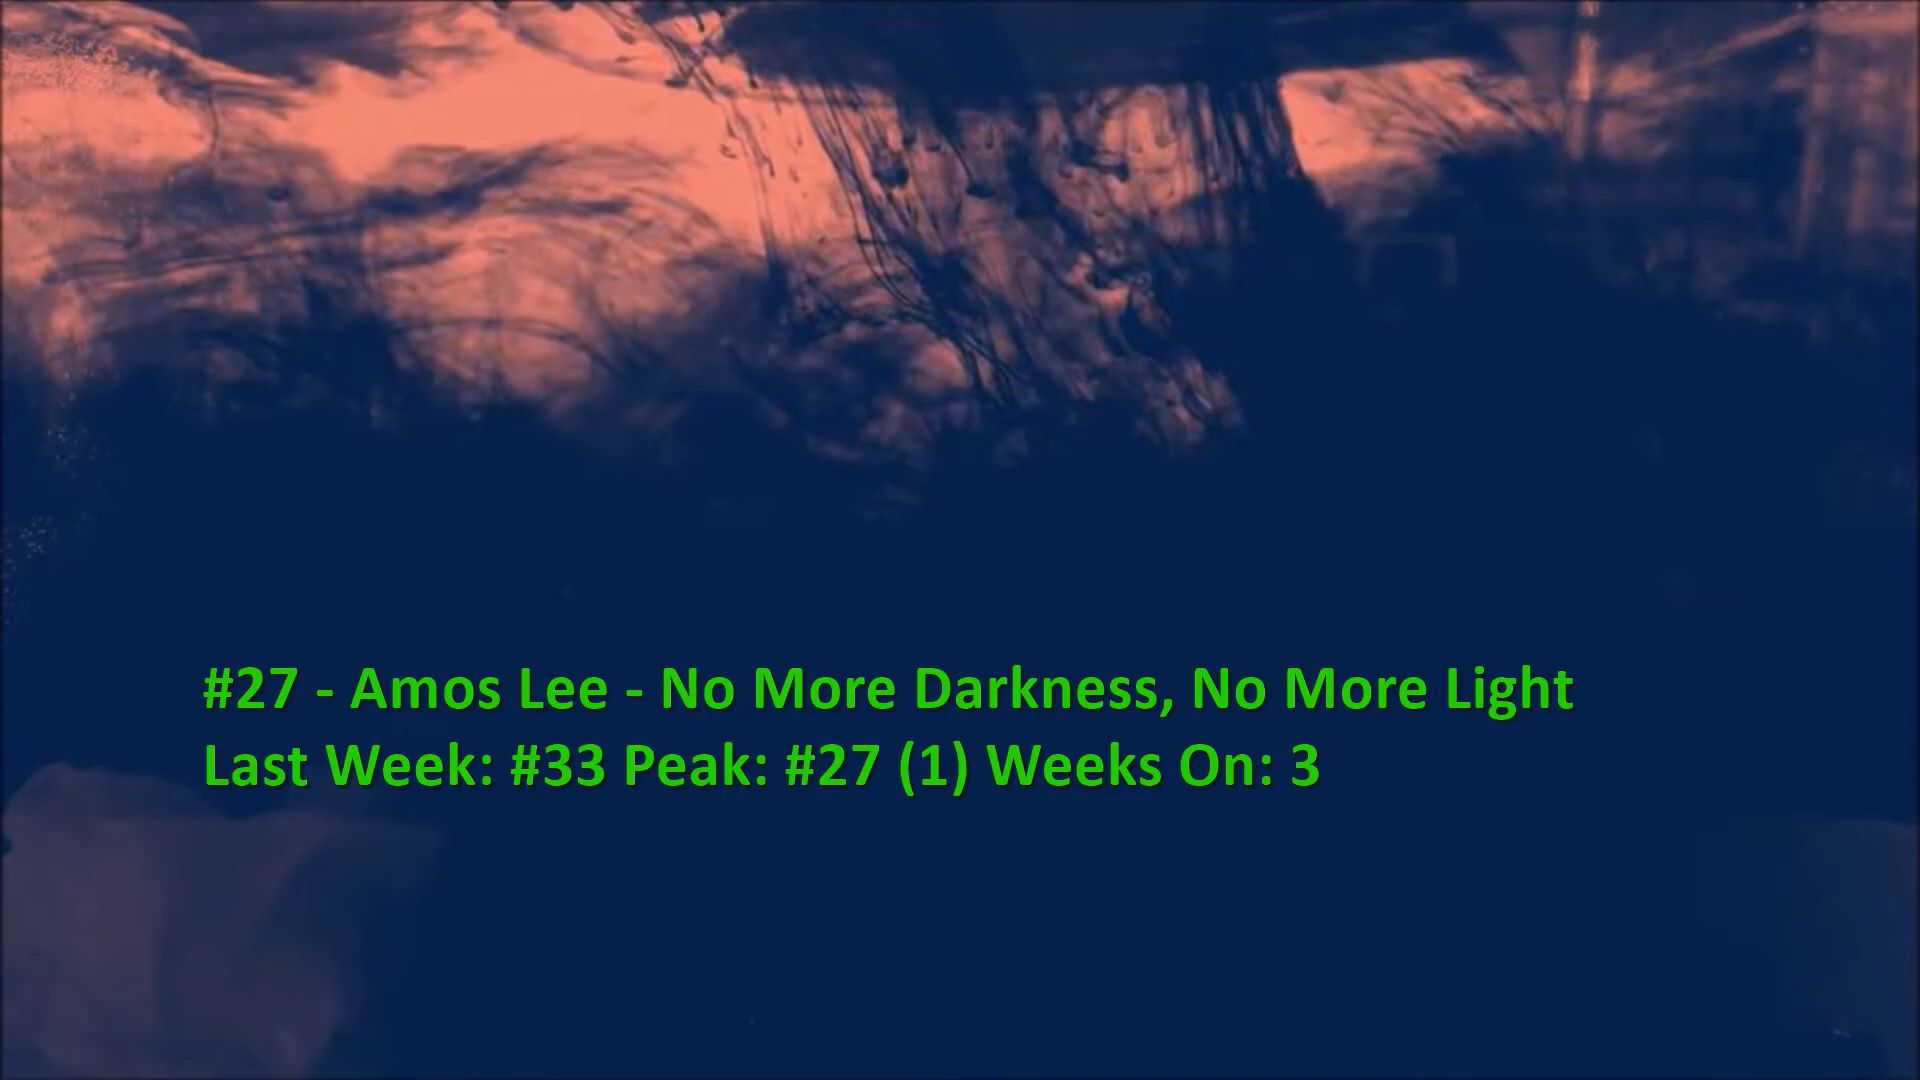 #27 - Amos Lee - No More Darkness, No More Light
Last Week: #33 Peak: #27 (1) Weeks On: 3